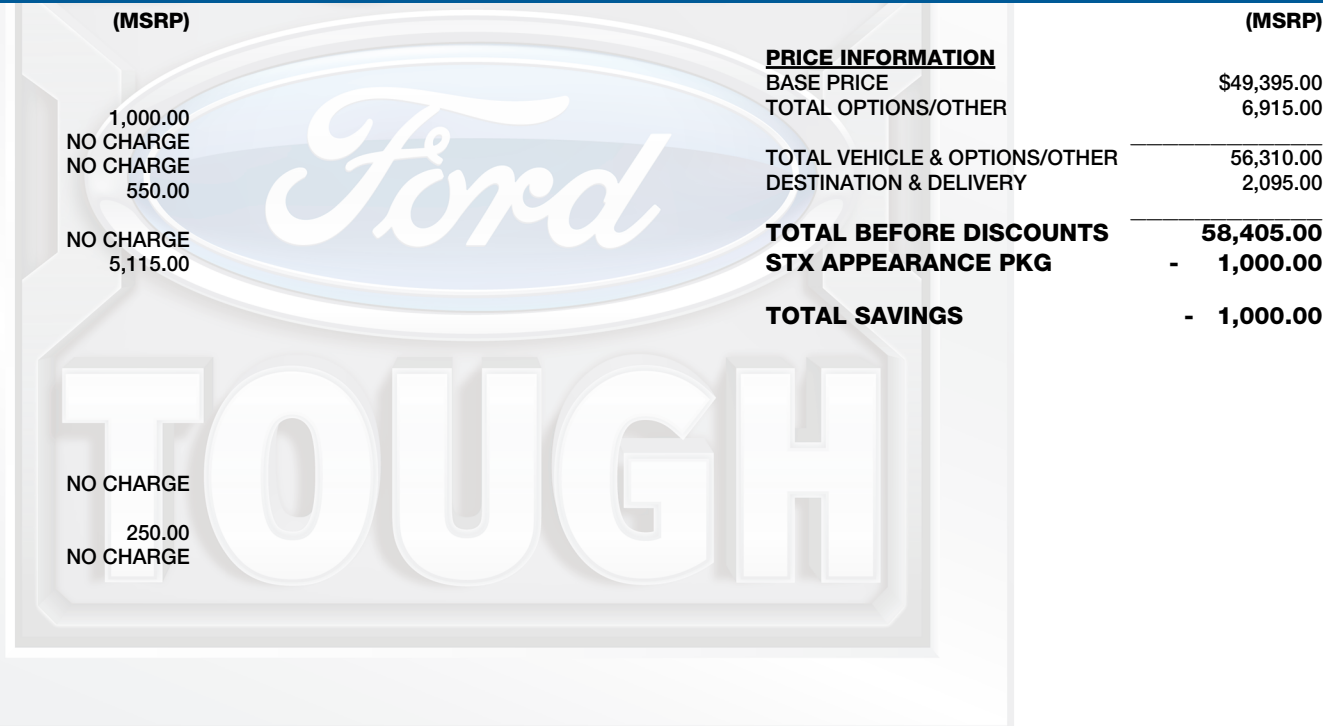 (MSRP)
1,000.00
NO CHARGE
NO CHARGE
550.00
NO CHARGE
5,115.00
NO CHARGE
250.00
NO CHARGE
(MSRP)
PRICE INFORMATION
BASE PRICE $49,395.00
TOTAL OPTIONS/OTHER 6,915.00
TOTAL VEHICLE & OPTIONS/OTHER 56,310.00
DESTINATION & DELIVERY 2,095.00
TOTAL BEFORE DISCOUNTS 58,405.00
STX APPEARANCE PKG - 1,000.00
TOTAL SAVINGS - 1,000.00
Ford
TOUGH